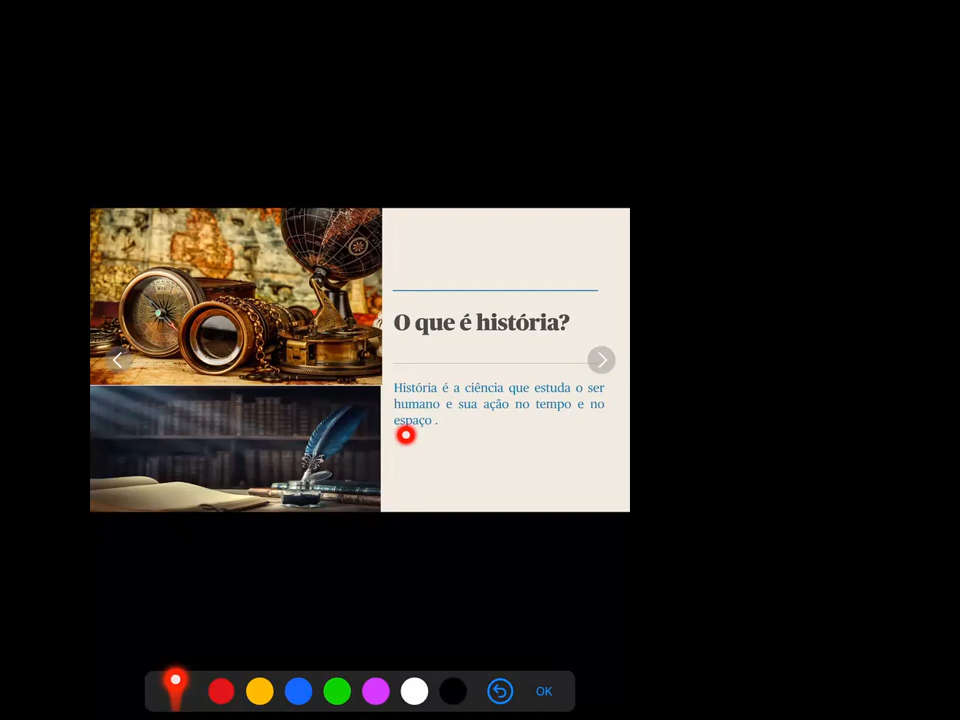 O que é história?
História é a ciência que estuda o ser
humano e sua ação no tempo e no
espaço .
OK